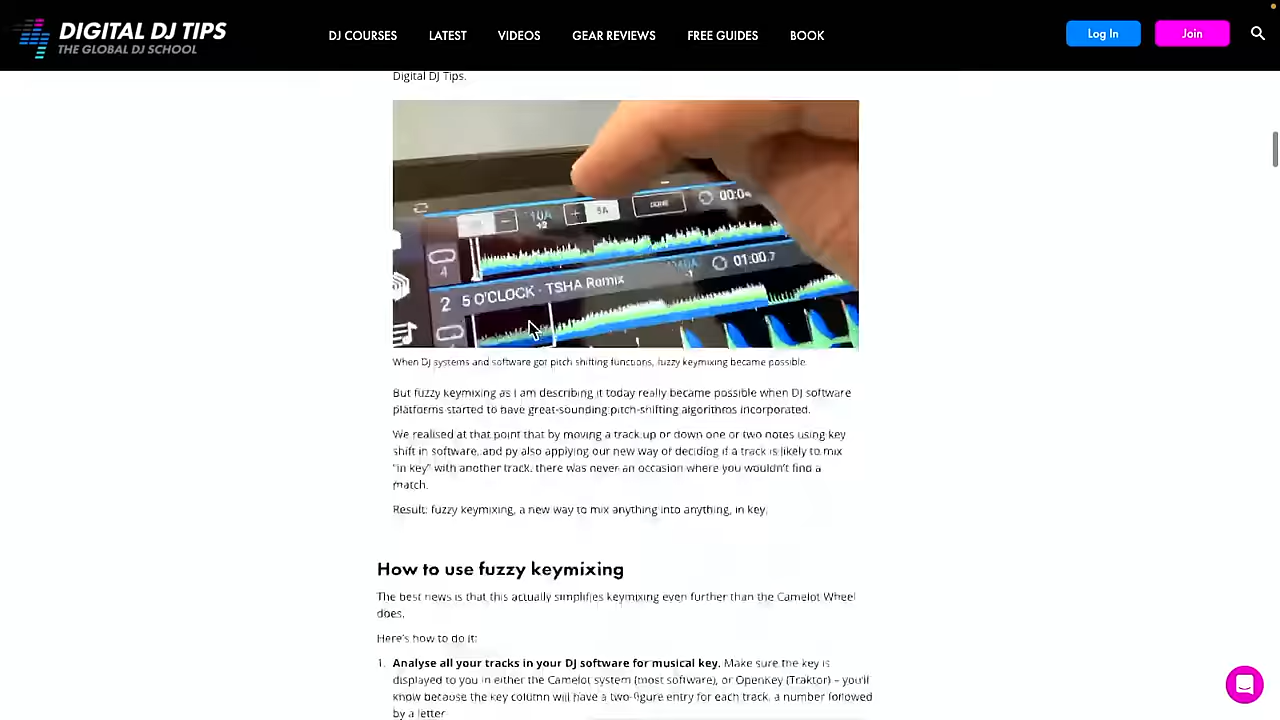 DIGITAL DJ TIPS
THE GLOBAL DJ SCHOOL
DJ COURSES
LATEST
VIDEOS
GEAR REVIEWS
FREE GUIDES
BOOK
Log In
Join
Digital DJ Tips.
10A
+2
5A
00:0
4
01:00.7
2 5 O'CLOCK - TSHA Remix
When DJ systems and software got pitch shifting functions, fuzzy keymixing became possible.
But fuzzy keymixing as I am describing it today really became possible when DJ software
platforms started to have great-sounding pitch-shifting algorithms incorporated.
We realised at that point that by moving a track up or down one or two notes using key
shift in software, and by also applying our new way of deciding if a track is likely to mix
"in key" with another track, there was never an occasion where you wouldn't find a
match.
Result: fuzzy keymixing, a new way to mix anything into anything, in key.
How to use fuzzy keymixing
The best news is that this actually simplifies keymixing even further than the Camelot Wheel
does.
Here's how to do it:
1. Analyse all your tracks in your DJ software for musical key. Make sure the key is
displayed to you in either the Camelot system (most software), or OpenKey (Traktor) – you'll
know because the key column will have a two-figure entry for each track, a number followed
by a letter